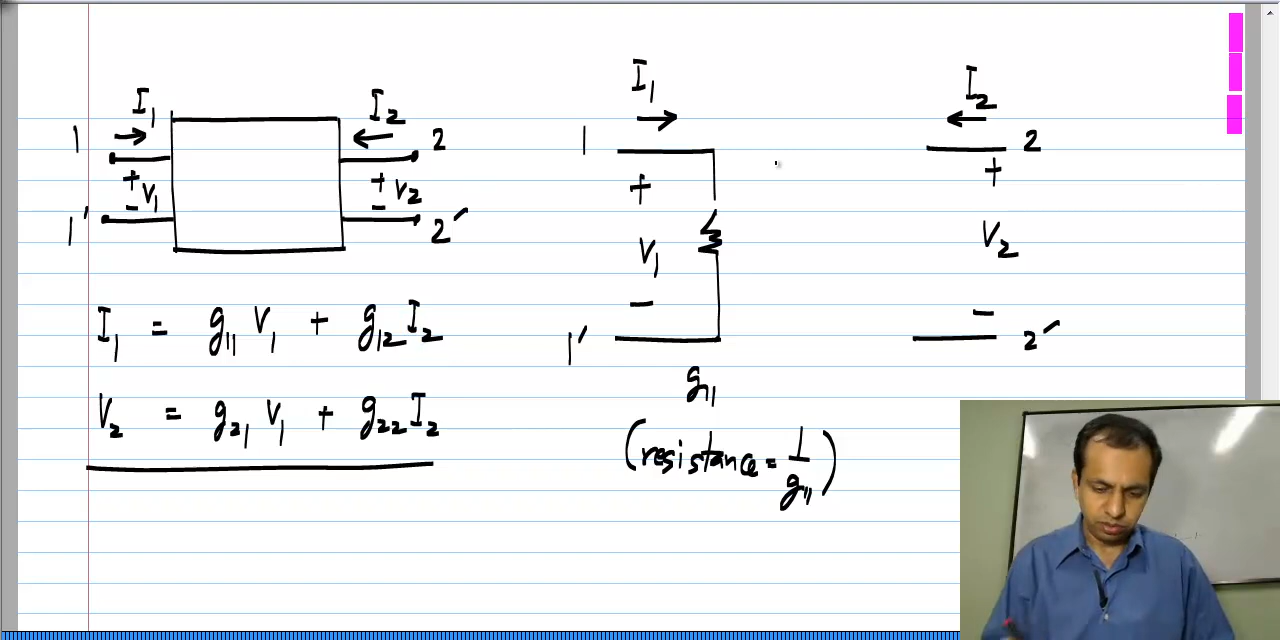 I₁ I₂
1 2
+ V₁ − + V₂ −
1′ 2′
I₁ = g₁₁ V₁ + g₁₂ I₂
V₂ = g₂₁ V₁ + g₂₂ I₂
I₁ I₂
1 2
+ +
V₁ V₂
− −
1′ 2′
g₁₁
(resistance = 1/g₁₁)